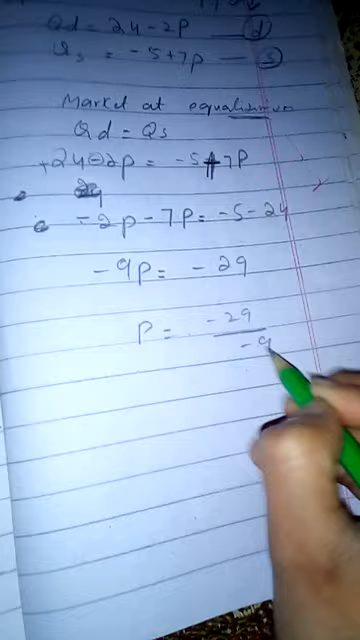 Qd = 24 - 2P — (d)
Qs = -5 + 7P — (s)
Market at equalibrium
Qd = Qs
+24 - 2P = -5 + 7P
-2P - 7P = -5 - 24
-9P = -29
P = -29/-9